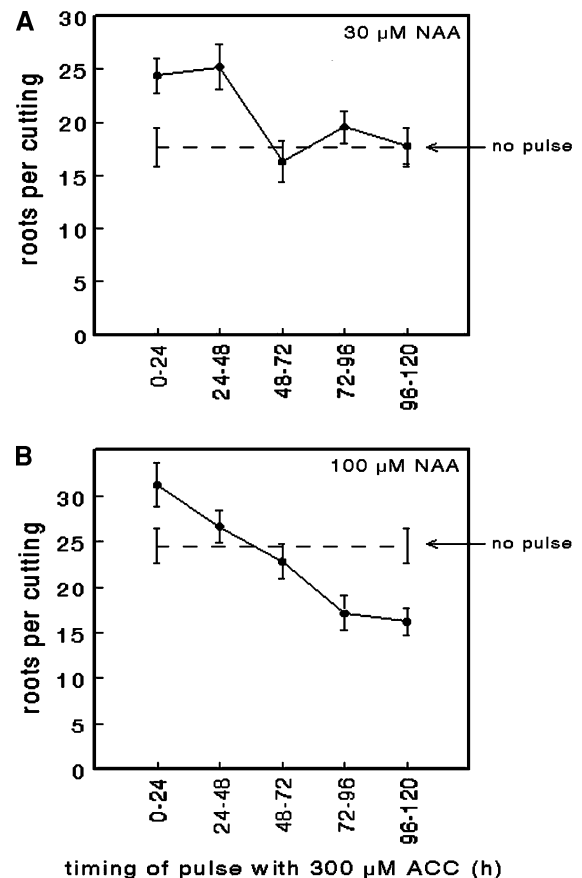 A
30 µM NAA
roots per cutting
30
25
20
15
10
5
0
no pulse
0-24
24-48
48-72
72-96
96-120
B
100 µM NAA
roots per cutting
30
25
20
15
10
5
0
no pulse
0-24
24-48
48-72
72-96
96-120
timing of pulse with 300 µM ACC (h)